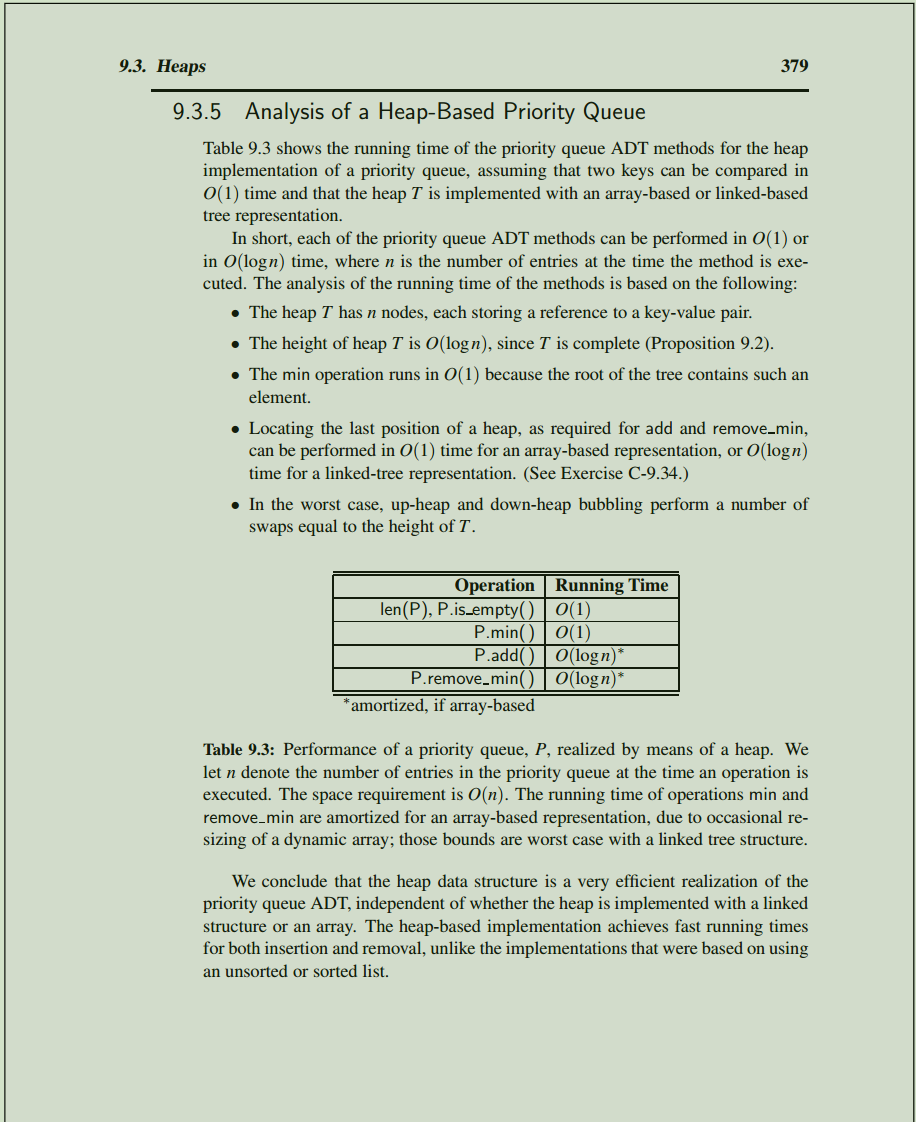 9.3. Heaps 379
9.3.5 Analysis of a Heap-Based Priority Queue
Table 9.3 shows the running time of the priority queue ADT methods for the heap
implementation of a priority queue, assuming that two keys can be compared in
O(1) time and that the heap T is implemented with an array-based or linked-based
tree representation.
In short, each of the priority queue ADT methods can be performed in O(1) or
in O(log n) time, where n is the number of entries at the time the method is exe-
cuted. The analysis of the running time of the methods is based on the following:
• The heap T has n nodes, each storing a reference to a key-value pair.
• The height of heap T is O(log n), since T is complete (Proposition 9.2).
• The min operation runs in O(1) because the root of the tree contains such an
element.
• Locating the last position of a heap, as required for add and remove_min,
can be performed in O(1) time for an array-based representation, or O(log n)
time for a linked-tree representation. (See Exercise C-9.34.)
• In the worst case, up-heap and down-heap bubbling perform a number of
swaps equal to the height of T.
Operation Running Time
len(P), P.is_empty() O(1)
P.min() O(1)
P.add() O(log n)*
P.remove_min() O(log n)*
*amortized, if array-based
Table 9.3: Performance of a priority queue, P, realized by means of a heap. We
let n denote the number of entries in the priority queue at the time an operation is
executed. The space requirement is O(n). The running time of operations min and
remove_min are amortized for an array-based representation, due to occasional re-
sizing of a dynamic array; those bounds are worst case with a linked tree structure.
We conclude that the heap data structure is a very efficient realization of the
priority queue ADT, independent of whether the heap is implemented with a linked
structure or an array. The heap-based implementation achieves fast running times
for both insertion and removal, unlike the implementations that were based on using
an unsorted or sorted list.